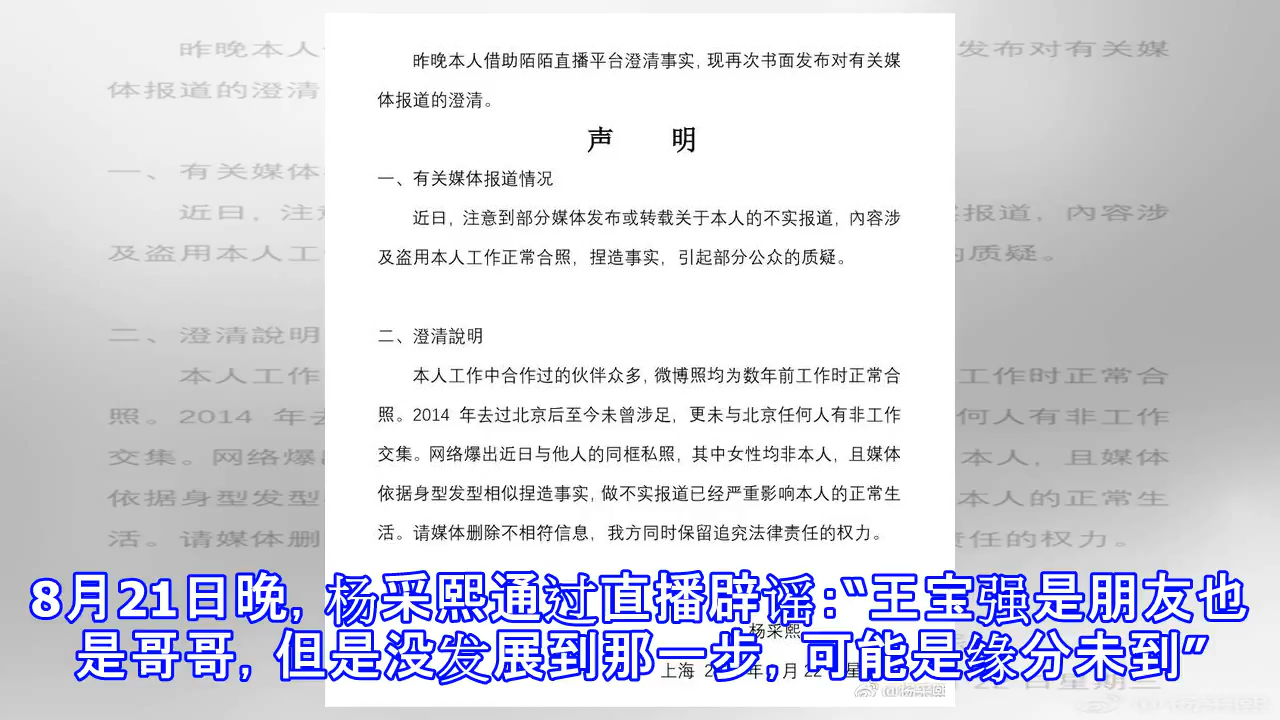 昨晚本人借助陌陌直播平台澄清事实，现再次书面发布对有关媒
体报道的澄清。
声 明
一、有关媒体报道情况
近日，注意到部分媒体发布或转载关于本人的不实报道，内容涉
及盗用本人工作正常合照，捏造事实，引起部分公众的质疑。
二、澄清說明
本人工作中合作过的伙伴众多，微博照均为数年前工作时正常合
照。2014 年去过北京后至今未曾涉足，更未与北京任何人有非工作
交集。网络爆出近日与他人的同框私照，其中女性均非本人，且媒体
依据身型发型相似捏造事实，做不实报道已经严重影响本人的正常生
活。请媒体删除不相符信息，我方同时保留追究法律责任的权力。
8月21日晚，杨采熙通过直播辟谣：“王宝强是朋友也
杨采熙
是哥哥，但是没发展到那一步，可能是缘分未到”
上海 2 年 月 22 星